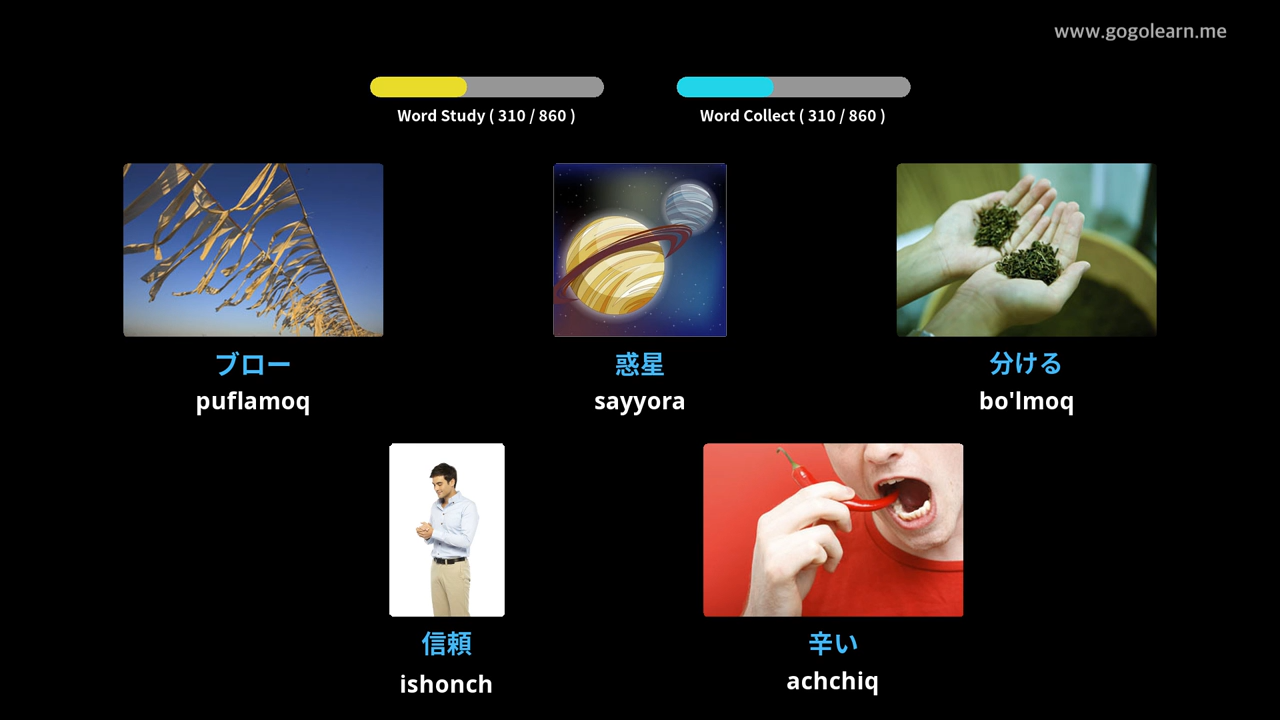 www.gogolearn.me
Word Study ( 310 / 860 )
Word Collect ( 310 / 860 )
ブロー
puflamoq
惑星
sayyora
分ける
bo'lmoq
信頼
ishonch
辛い
achchiq